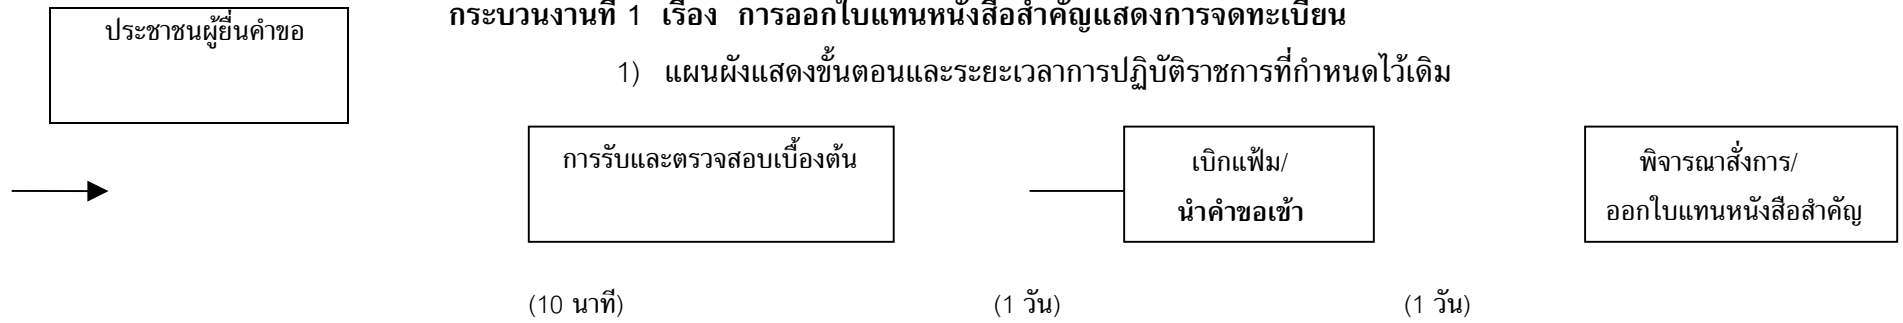 กระบวนงานที่ 1 เรื่อง การออกใบแทนหนังสือสำคัญแสดงการจดทะเบียน
ประชาชนผู้ยื่นคำขอ
1) แผนผังแสดงขั้นตอนและระยะเวลาการปฏิบัติราชการที่กำหนดไว้เดิม
การรับและตรวจสอบเบื้องต้น
เบิกแฟ้ม/
นำคำขอเข้า
พิจารณาสั่งการ/
ออกใบแทนหนังสือสำคัญ
(10 นาที) (1 วัน) (1 วัน)